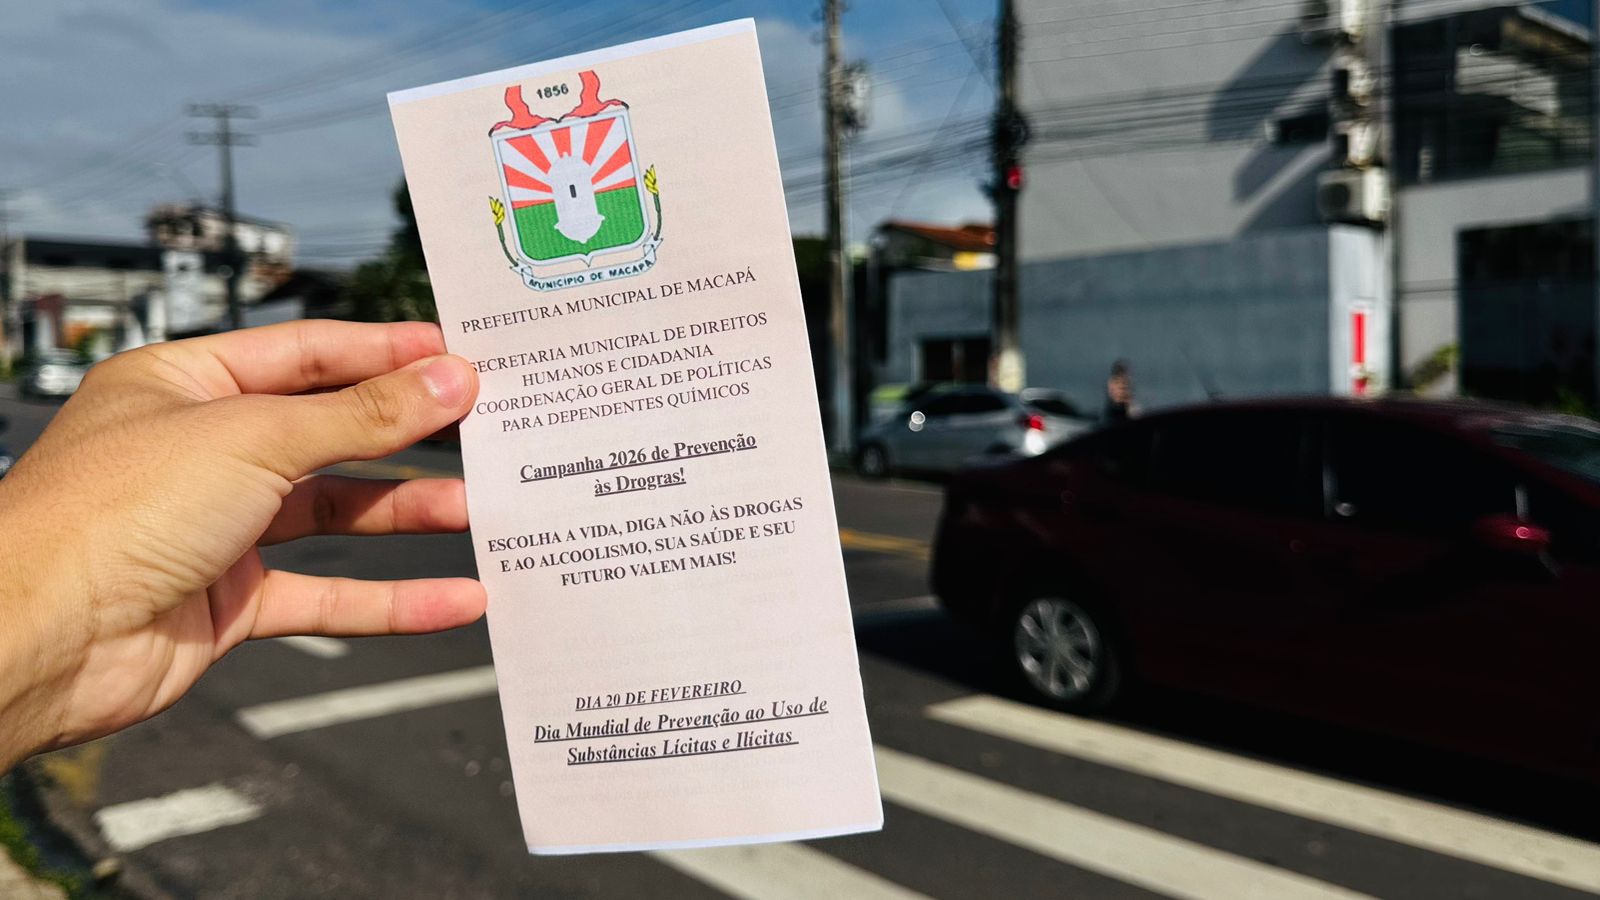 1856
MUNICÍPIO DE MACAPÁ
PREFEITURA MUNICIPAL DE MACAPÁ
SECRETARIA MUNICIPAL DE DIREITOS
HUMANOS E CIDADANIA
COORDENAÇÃO GERAL DE POLÍTICAS
PARA DEPENDENTES QUÍMICOS
Campanha 2026 de Prevenção
às Drogras!
ESCOLHA A VIDA, DIGA NÃO ÀS DROGAS
E AO ALCOOLISMO, SUA SAÚDE E SEU
FUTURO VALEM MAIS!
DIA 20 DE FEVEREIRO
Dia Mundial de Prevenção ao Uso de
Substâncias Lícitas e Ilícitas